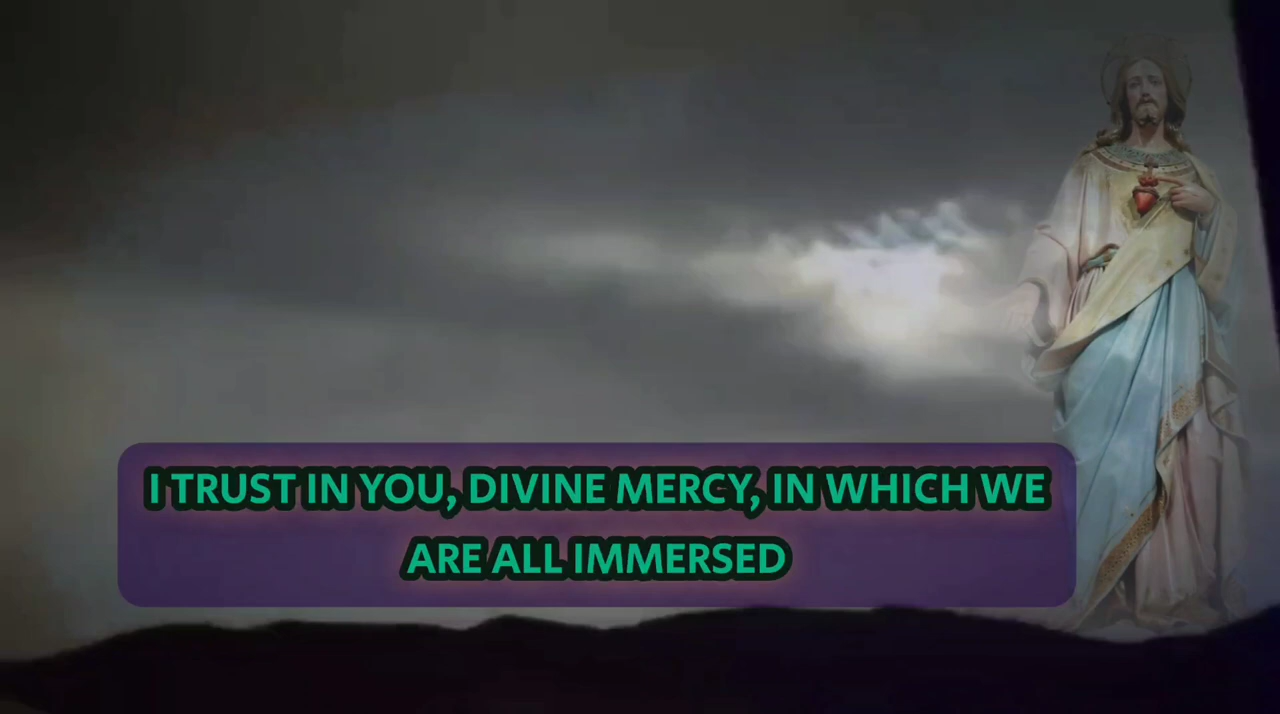 I TRUST IN YOU, DIVINE MERCY, IN WHICH WE
ARE ALL IMMERSED